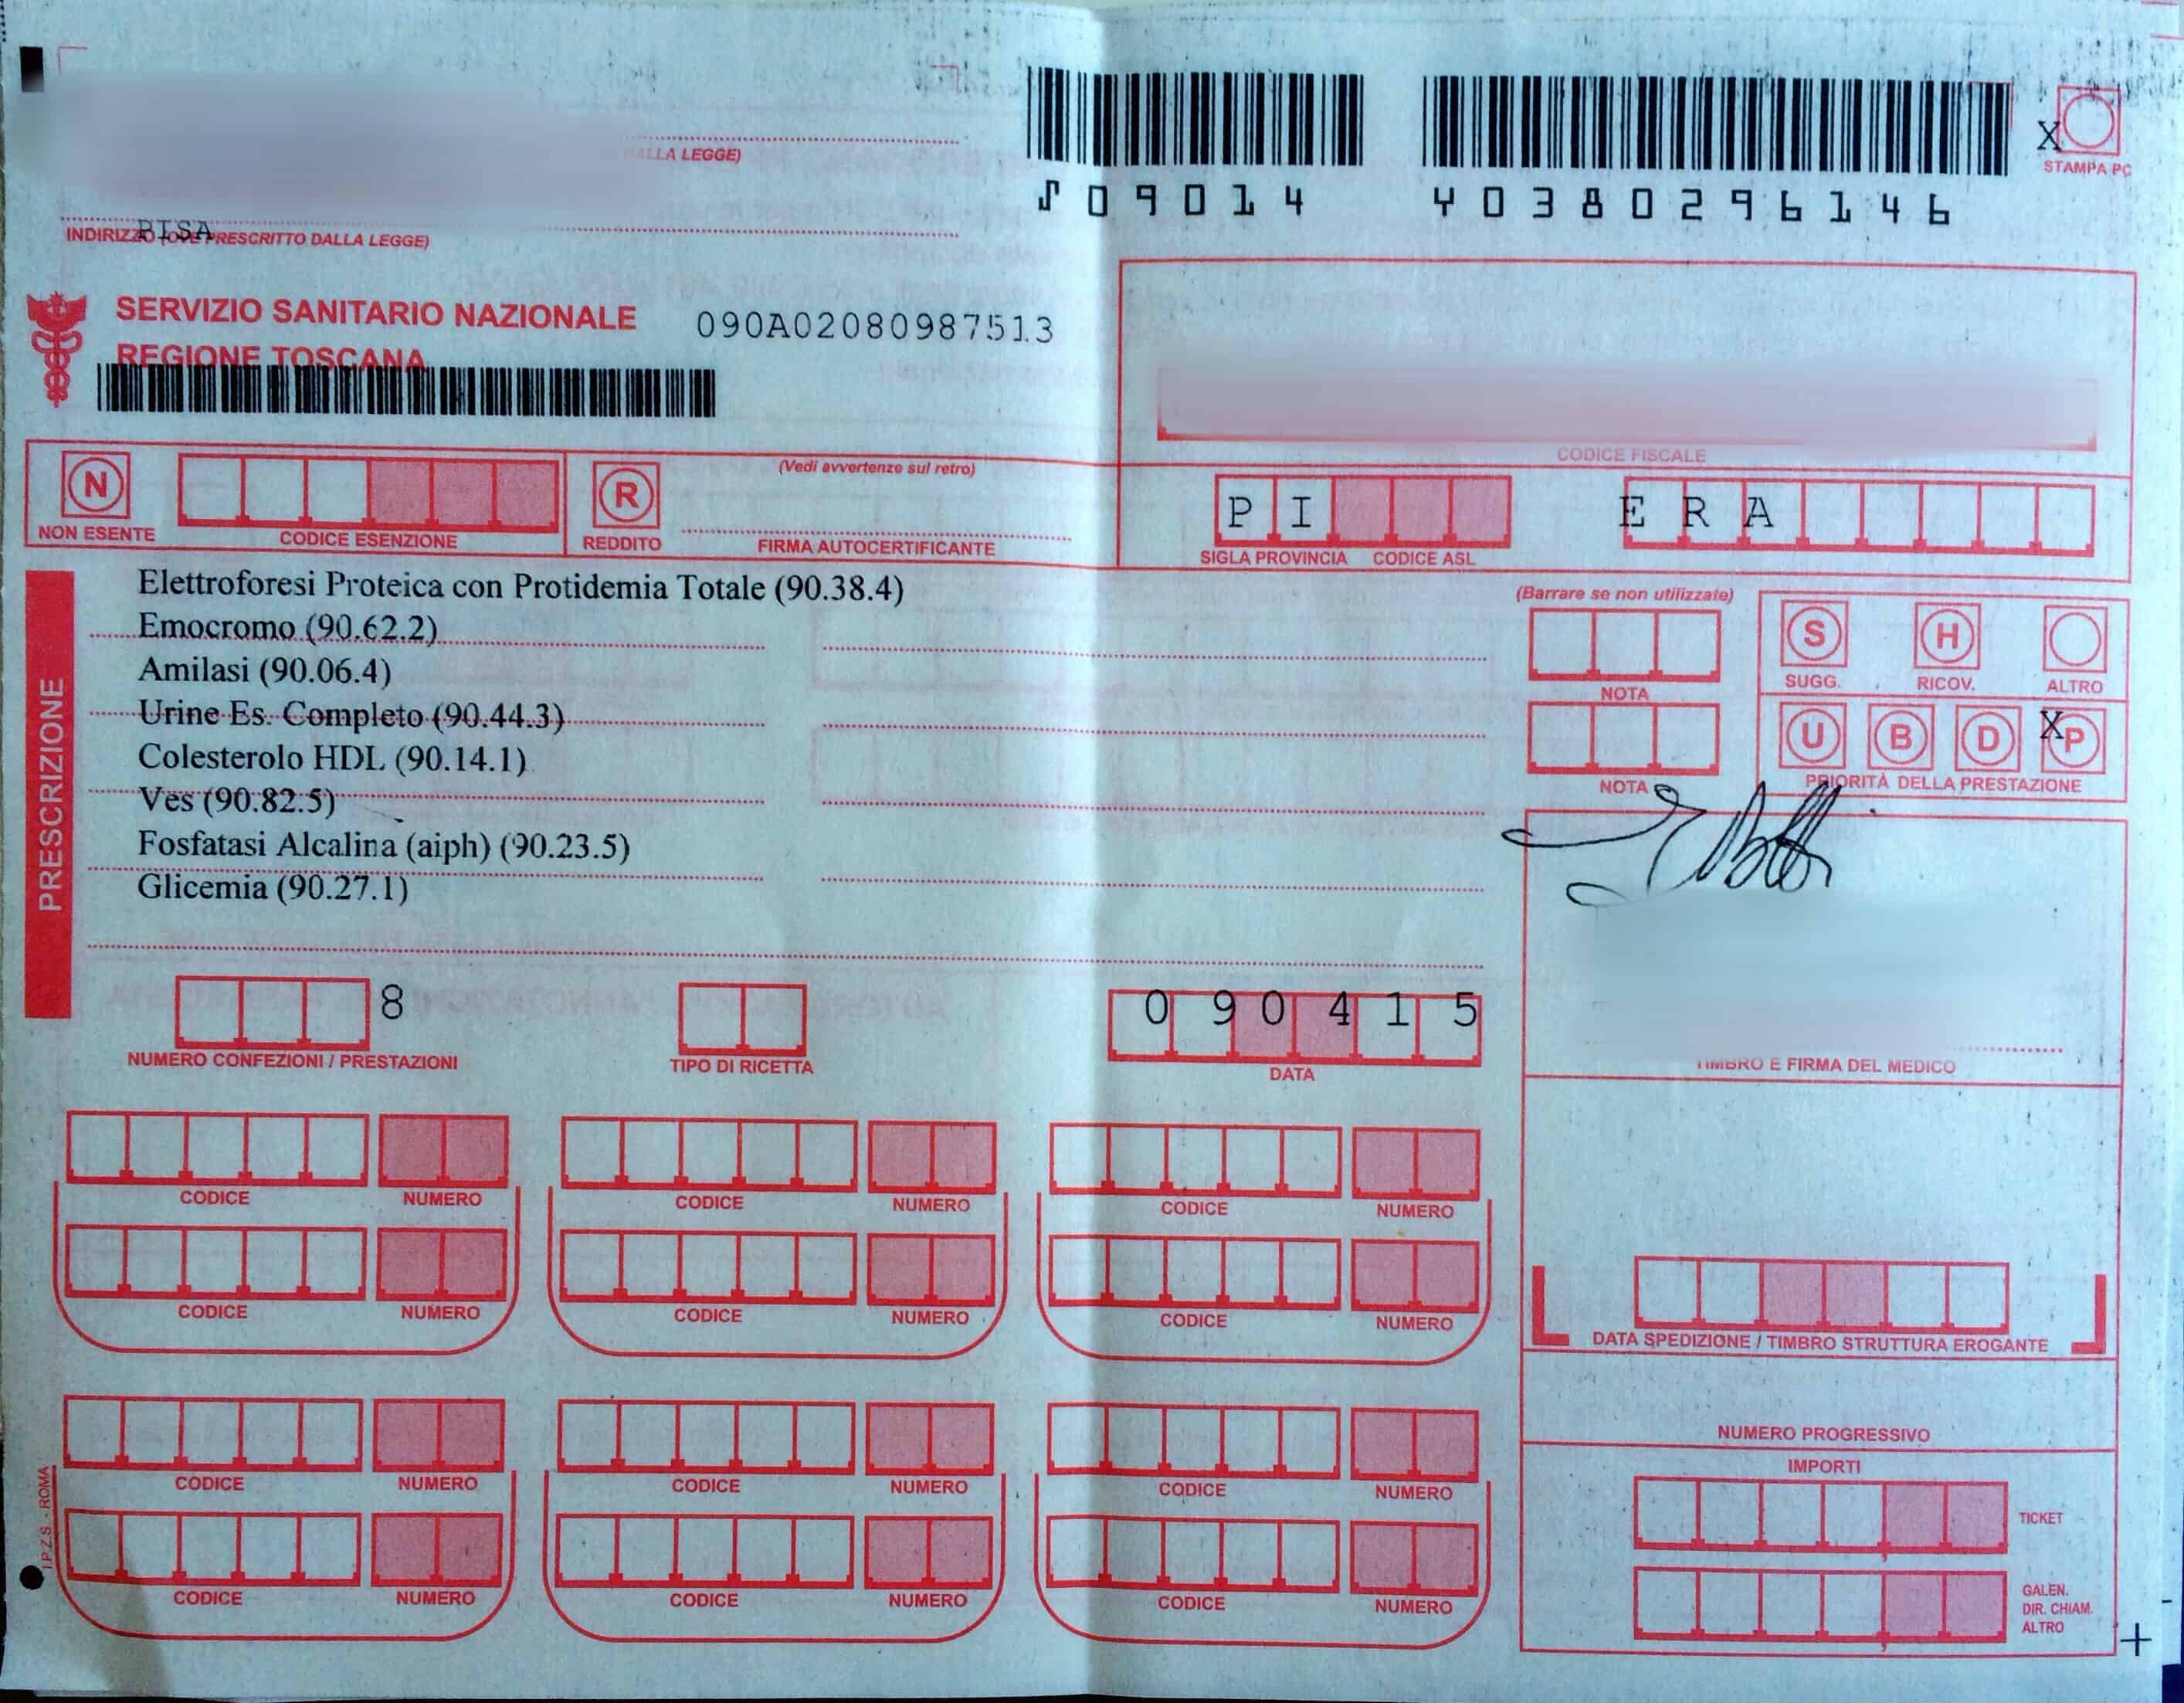 ALLA LEGGE)
PISA
INDIRIZZO (OVE PRESCRITTO DALLA LEGGE)
S 09014
Y0380296146
X
STAMPA PC
SERVIZIO SANITARIO NAZIONALE
REGIONE TOSCANA
090A0208098751.3
CODICE FISCALE
N
NON ESENTE
CODICE ESENZIONE
R
REDDITO
(Vedi avvertenze sul retro)
FIRMA AUTOCERTIFICANTE
P I
SIGLA PROVINCIA
CODICE ASL
E R A
PRESCRIZIONE
Elettroforesi Proteica con Protidemia Totale (90.38.4)
Emocromo (90.62.2)
Amilasi (90.06.4)
Urine Es. Completo (90.44.3)
Colesterolo HDL (90.14.1)
Ves (90.82.5)
Fosfatasi Alcalina (aiph) (90.23.5)
Glicemia (90.27.1)
(Barrare se non utilizzate)
NOTA
NOTA
S
SUGG.
H
RICOV.
ALTRO
U B D X P
PRIORITÀ DELLA PRESTAZIONE
TIMBRO E FIRMA DEL MEDICO
8
NUMERO CONFEZIONI / PRESTAZIONI
TIPO DI RICETTA
0 9 0 4 1 5
DATA
CODICE NUMERO CODICE NUMERO CODICE NUMERO
CODICE NUMERO CODICE NUMERO CODICE NUMERO
DATA SPEDIZIONE / TIMBRO STRUTTURA EROGANTE
NUMERO PROGRESSIVO
IMPORTI
CODICE NUMERO CODICE NUMERO CODICE NUMERO
TICKET
CODICE NUMERO CODICE NUMERO CODICE NUMERO
GALEN.
DIR. CHIAM.
ALTRO
I.P.Z.S. - ROMA